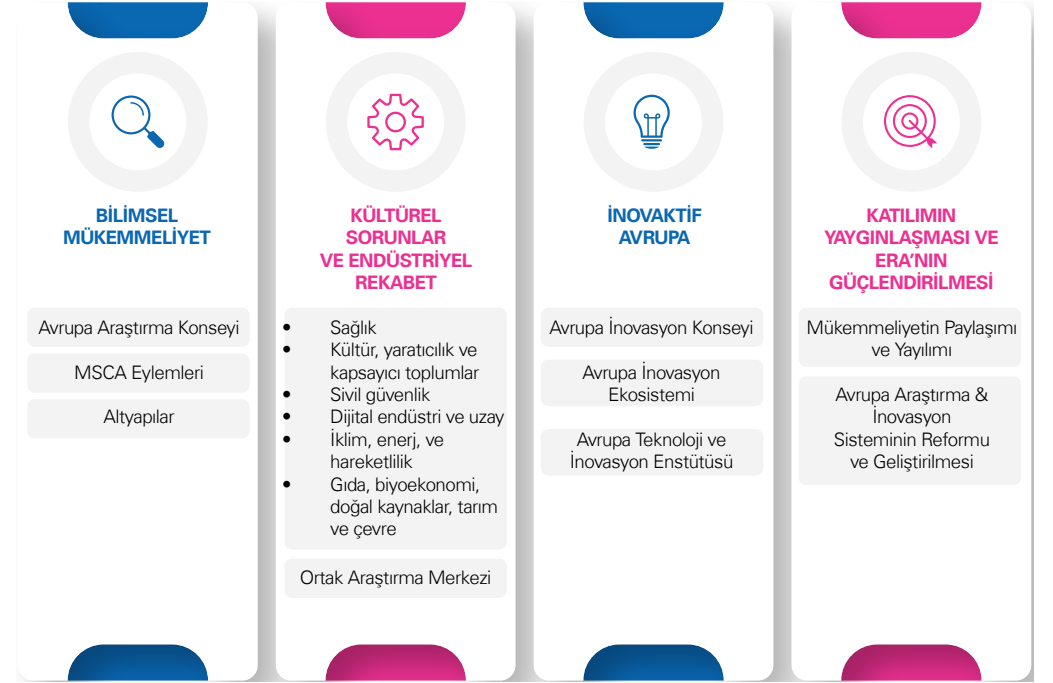 BİLİMSEL
MÜKEMMELİYET
Avrupa Araştırma Konseyi
MSCA Eylemleri
Altyapılar
KÜLTÜREL
SORUNLAR
VE ENDÜSTRİYEL
REKABET
• Sağlık
• Kültür, yaratıcılık ve
kapsayıcı toplumlar
• Sivil güvenlik
• Dijital endüstri ve uzay
• İklim, enerj, ve
hareketlilik
• Gıda, biyoekonomi,
doğal kaynaklar, tarım
ve çevre
Ortak Araştırma Merkezi
İNOVAKTİF
AVRUPA
Avrupa İnovasyon Konseyi
Avrupa İnovasyon
Ekosistemi
Avrupa Teknoloji ve
İnovasyon Enstütüsü
KATILIMIN
YAYGINLAŞMASI VE
ERA’NIN
GÜÇLENDİRİLMESİ
Mükemmeliyetin Paylaşımı
ve Yayılımı
Avrupa Araştırma &
İnovasyon
Sisteminin Reformu
ve Geliştirilmesi